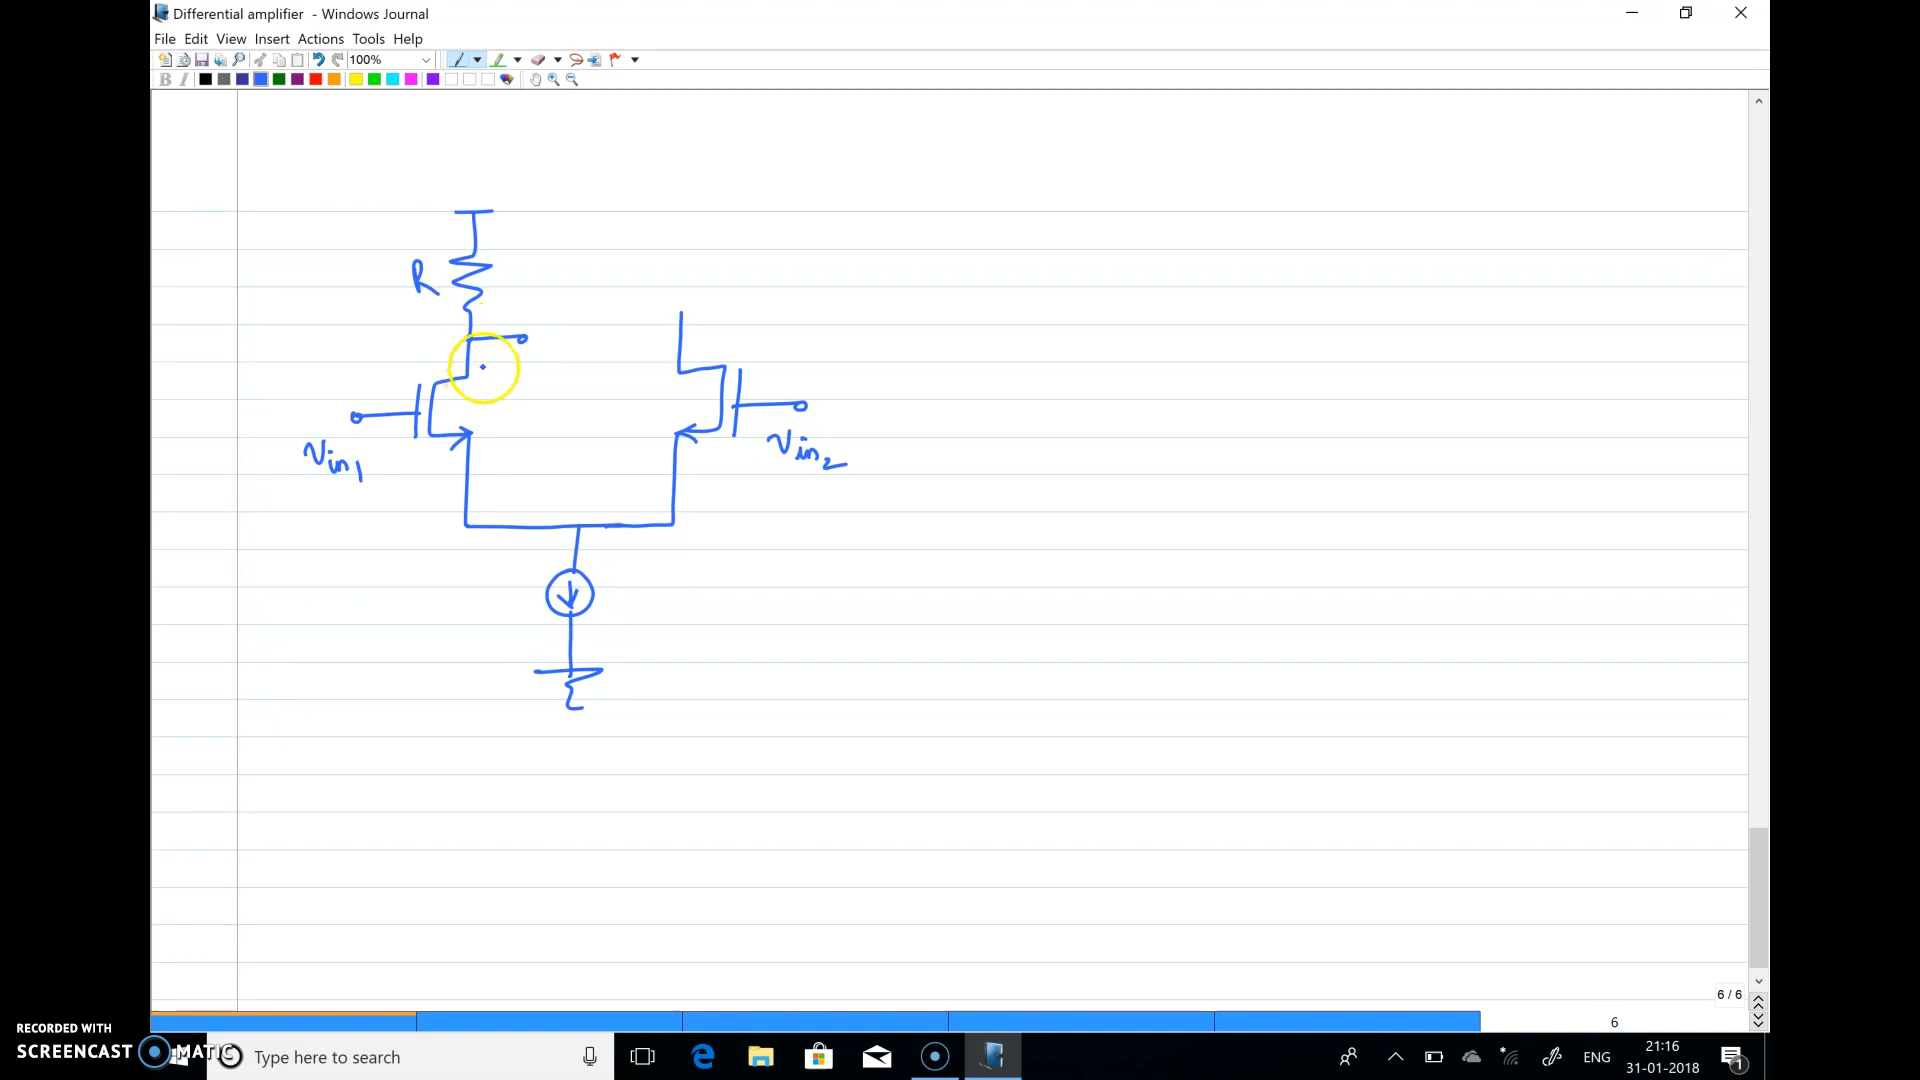 Differential amplifier - Windows Journal
File Edit View Insert Actions Tools Help
100%
B I
R
Vin1
Vin2
6 / 6
6
RECORDED WITH
SCREENCAST MATIC
Type here to search
ENG
21:16
31-01-2018
1